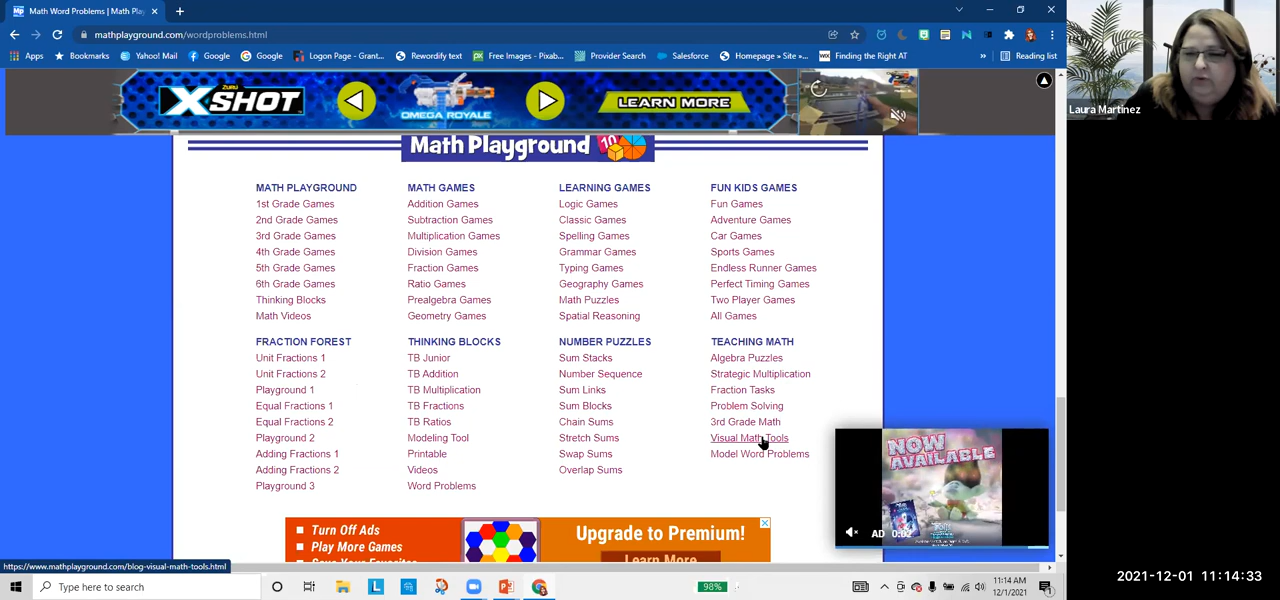 Math Word Problems | Math Play
mathplayground.com/wordproblems.html
Apps
Bookmarks
Yahoo! Mail
Google
Google
Logon Page - Grant...
Rewordify text
Free Images - Pixab...
Provider Search
Salesforce
Homepage » Site »...
Finding the Right AT
»
Reading list
ZURU
X-SHOT
OMEGA ROYALE
LEARN MORE
Laura Martinez
Math Playground
MATH PLAYGROUND
1st Grade Games
2nd Grade Games
3rd Grade Games
4th Grade Games
5th Grade Games
6th Grade Games
Thinking Blocks
Math Videos
MATH GAMES
Addition Games
Subtraction Games
Multiplication Games
Division Games
Fraction Games
Ratio Games
Prealgebra Games
Geometry Games
LEARNING GAMES
Logic Games
Classic Games
Spelling Games
Grammar Games
Typing Games
Geography Games
Math Puzzles
Spatial Reasoning
FUN KIDS GAMES
Fun Games
Adventure Games
Car Games
Sports Games
Endless Runner Games
Perfect Timing Games
Two Player Games
All Games
FRACTION FOREST
Unit Fractions 1
Unit Fractions 2
Playground 1
Equal Fractions 1
Equal Fractions 2
Playground 2
Adding Fractions 1
Adding Fractions 2
Playground 3
THINKING BLOCKS
TB Junior
TB Addition
TB Multiplication
TB Fractions
TB Ratios
Modeling Tool
Printable
Videos
Word Problems
NUMBER PUZZLES
Sum Stacks
Number Sequence
Sum Links
Sum Blocks
Chain Sums
Stretch Sums
Swap Sums
Overlap Sums
TEACHING MATH
Algebra Puzzles
Strategic Multiplication
Fraction Tasks
Problem Solving
3rd Grade Math
Visual Math Tools
Model Word Problems
NOW
AVAILABLE
AD 0:02
Turn Off Ads
Play More Games
Save Your Favorites
Upgrade to Premium!
Learn More
https://www.mathplayground.com/blog-visual-math-tools.html
Type here to search
98%
11:14 AM
12/1/2021
2021-12-01 11:14:33